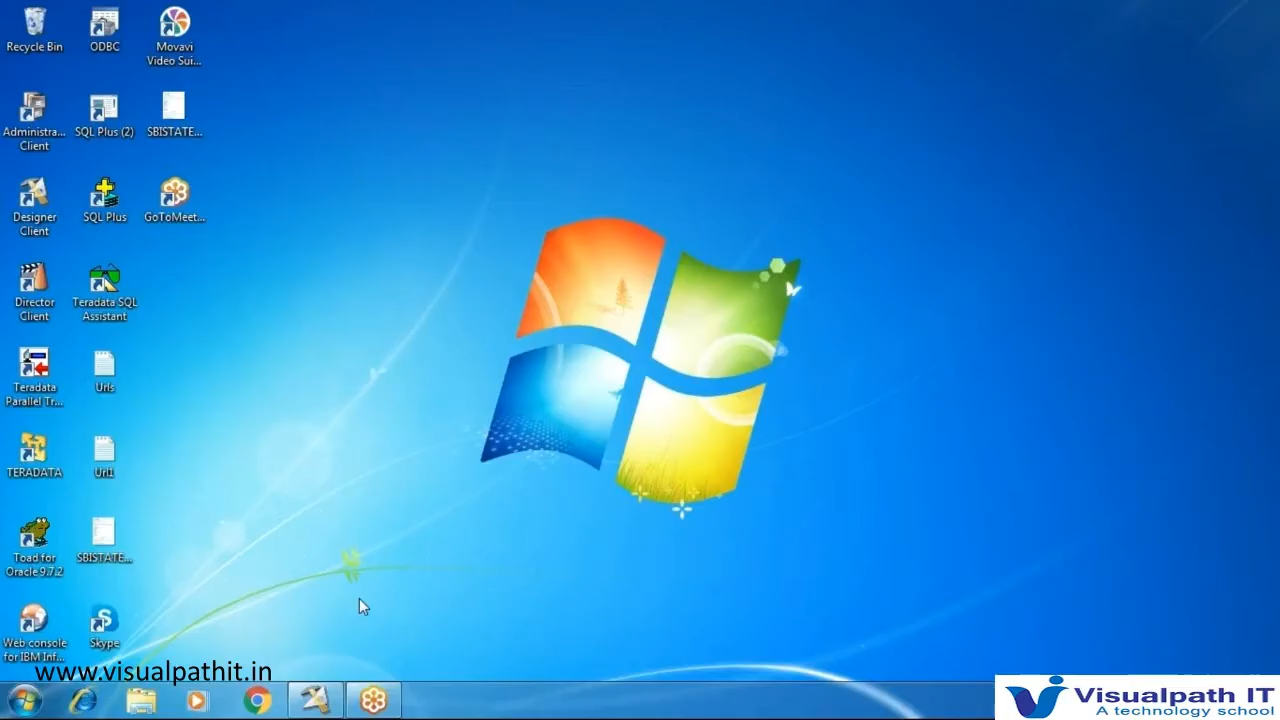 Recycle Bin
ODBC
Movavi
Video Sui...
Administra...
Client
SQL Plus (2)
SBISTATE...
Designer
Client
SQL Plus
GoToMeet...
Director
Client
Teradata SQL
Assistant
Teradata
Parallel Tr...
Urls
TERADATA
Url1
Toad for
Oracle 9.7.2
SBISTATE...
Web console
for IBM Inf...
Skype
www.visualpathit.in
Visualpath IT
A technology school